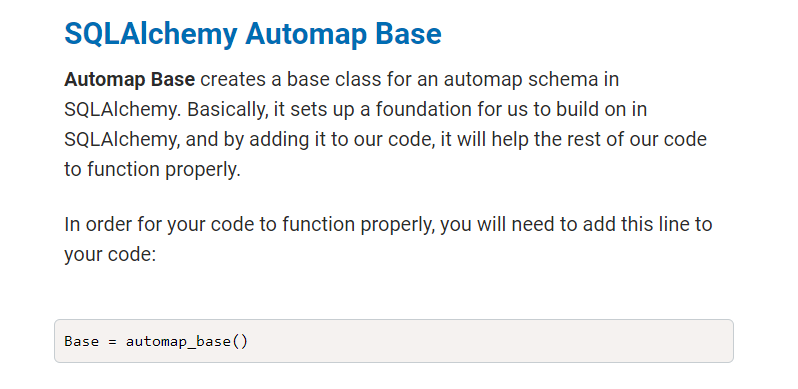 SQLAlchemy Automap Base
Automap Base creates a base class for an automap schema in
SQLAlchemy. Basically, it sets up a foundation for us to build on in
SQLAlchemy, and by adding it to our code, it will help the rest of our code
to function properly.
In order for your code to function properly, you will need to add this line to
your code:
Base = automap_base()